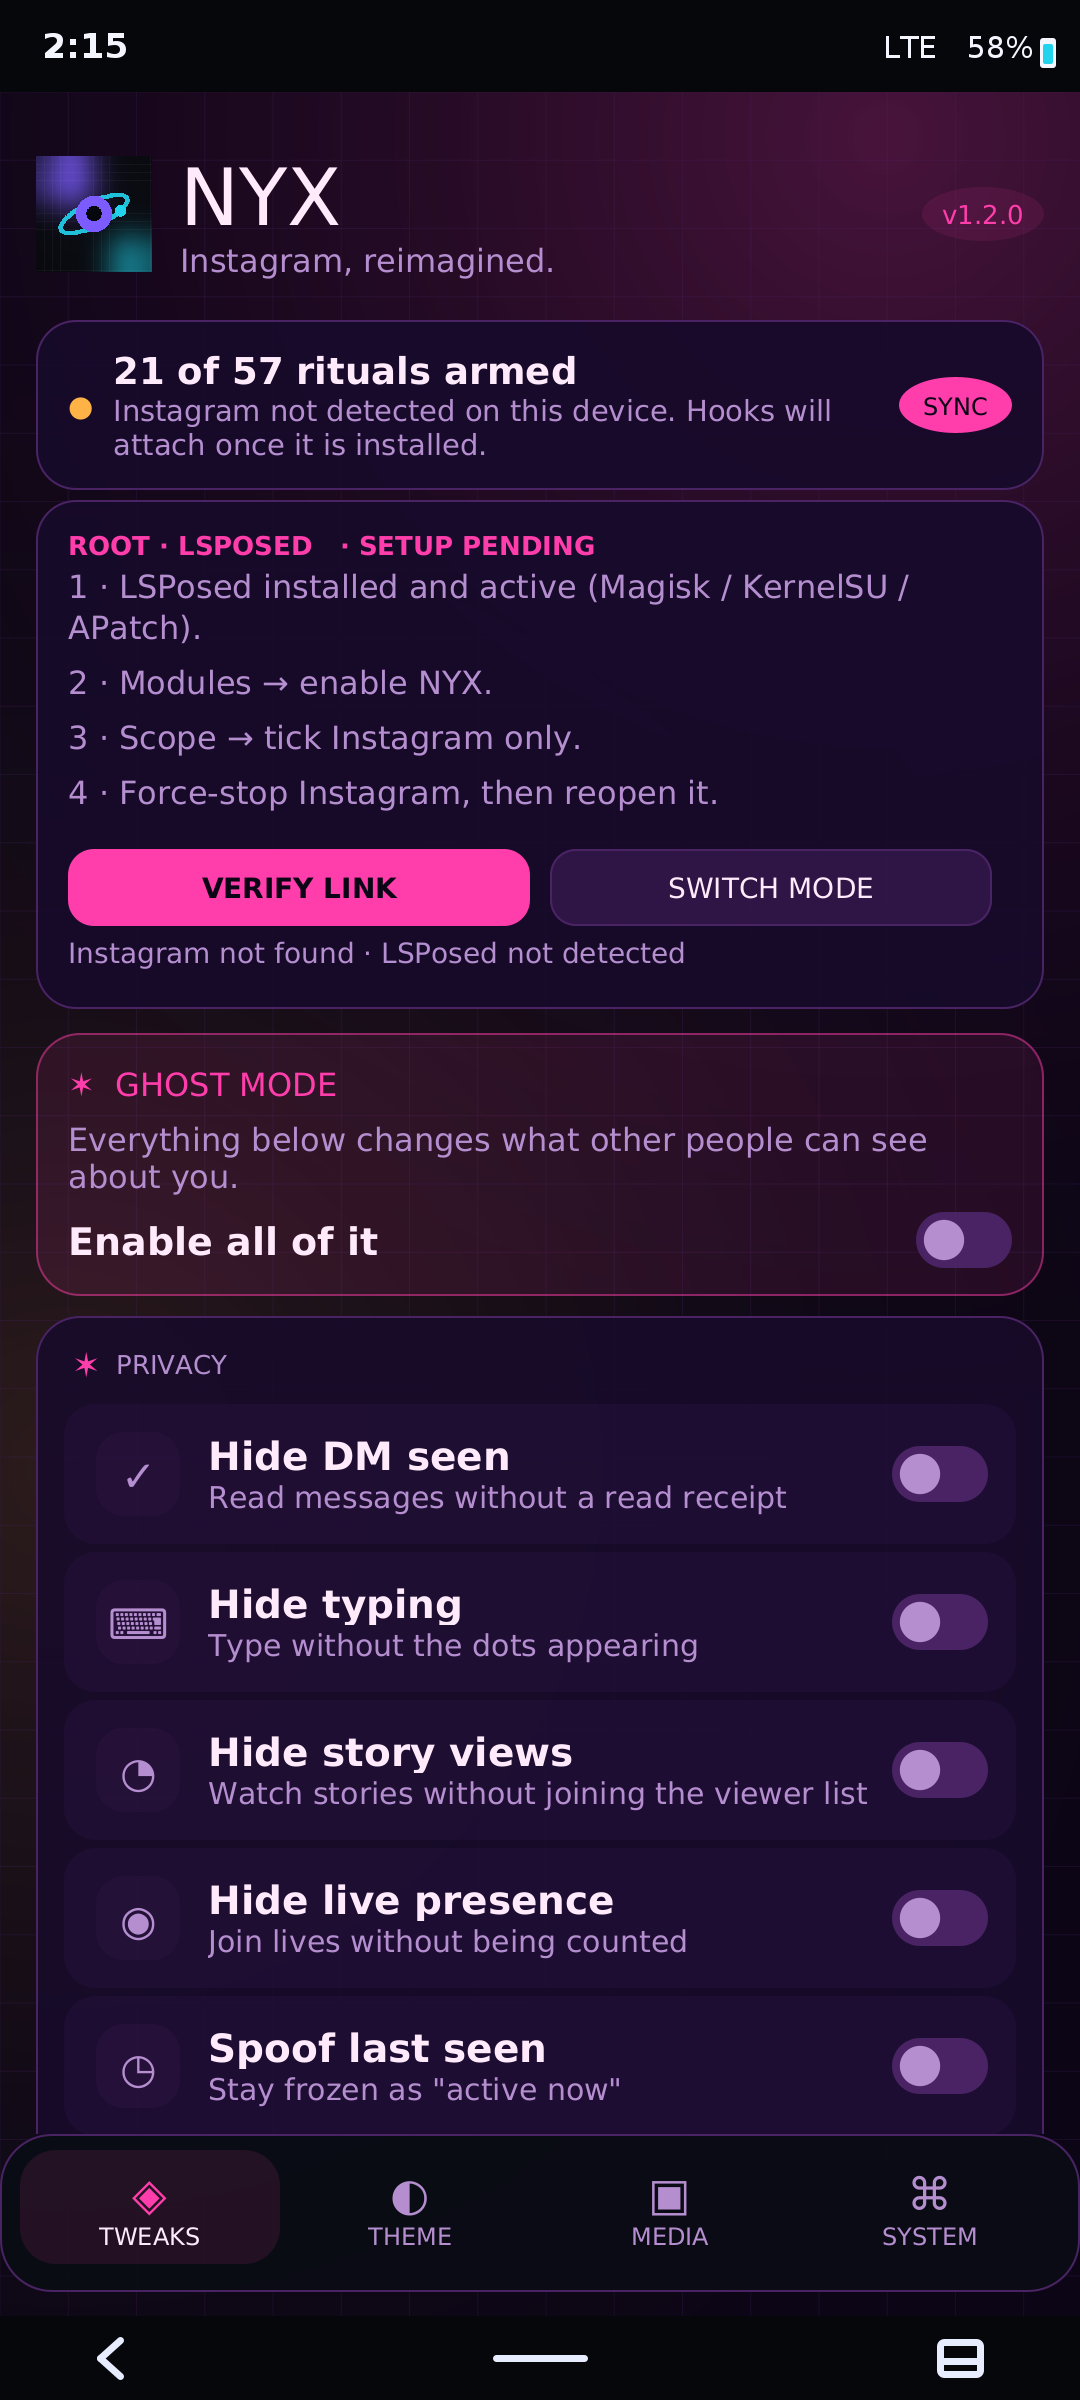 2:15
LTE 58%
NYX
Instagram, reimagined.
v1.2.0
21 of 57 rituals armed
Instagram not detected on this device. Hooks will
attach once it is installed.
SYNC
ROOT · LSPOSED · SETUP PENDING
1 · LSPosed installed and active (Magisk / KernelSU /
APatch).
2 · Modules → enable NYX.
3 · Scope → tick Instagram only.
4 · Force-stop Instagram, then reopen it.
VERIFY LINK
SWITCH MODE
Instagram not found · LSPosed not detected
✶ GHOST MODE
Everything below changes what other people can see
about you.
Enable all of it
✶ PRIVACY
Hide DM seen
Read messages without a read receipt
Hide typing
Type without the dots appearing
Hide story views
Watch stories without joining the viewer list
Hide live presence
Join lives without being counted
Spoof last seen
Stay frozen as "active now"
TWEAKS
THEME
MEDIA
SYSTEM